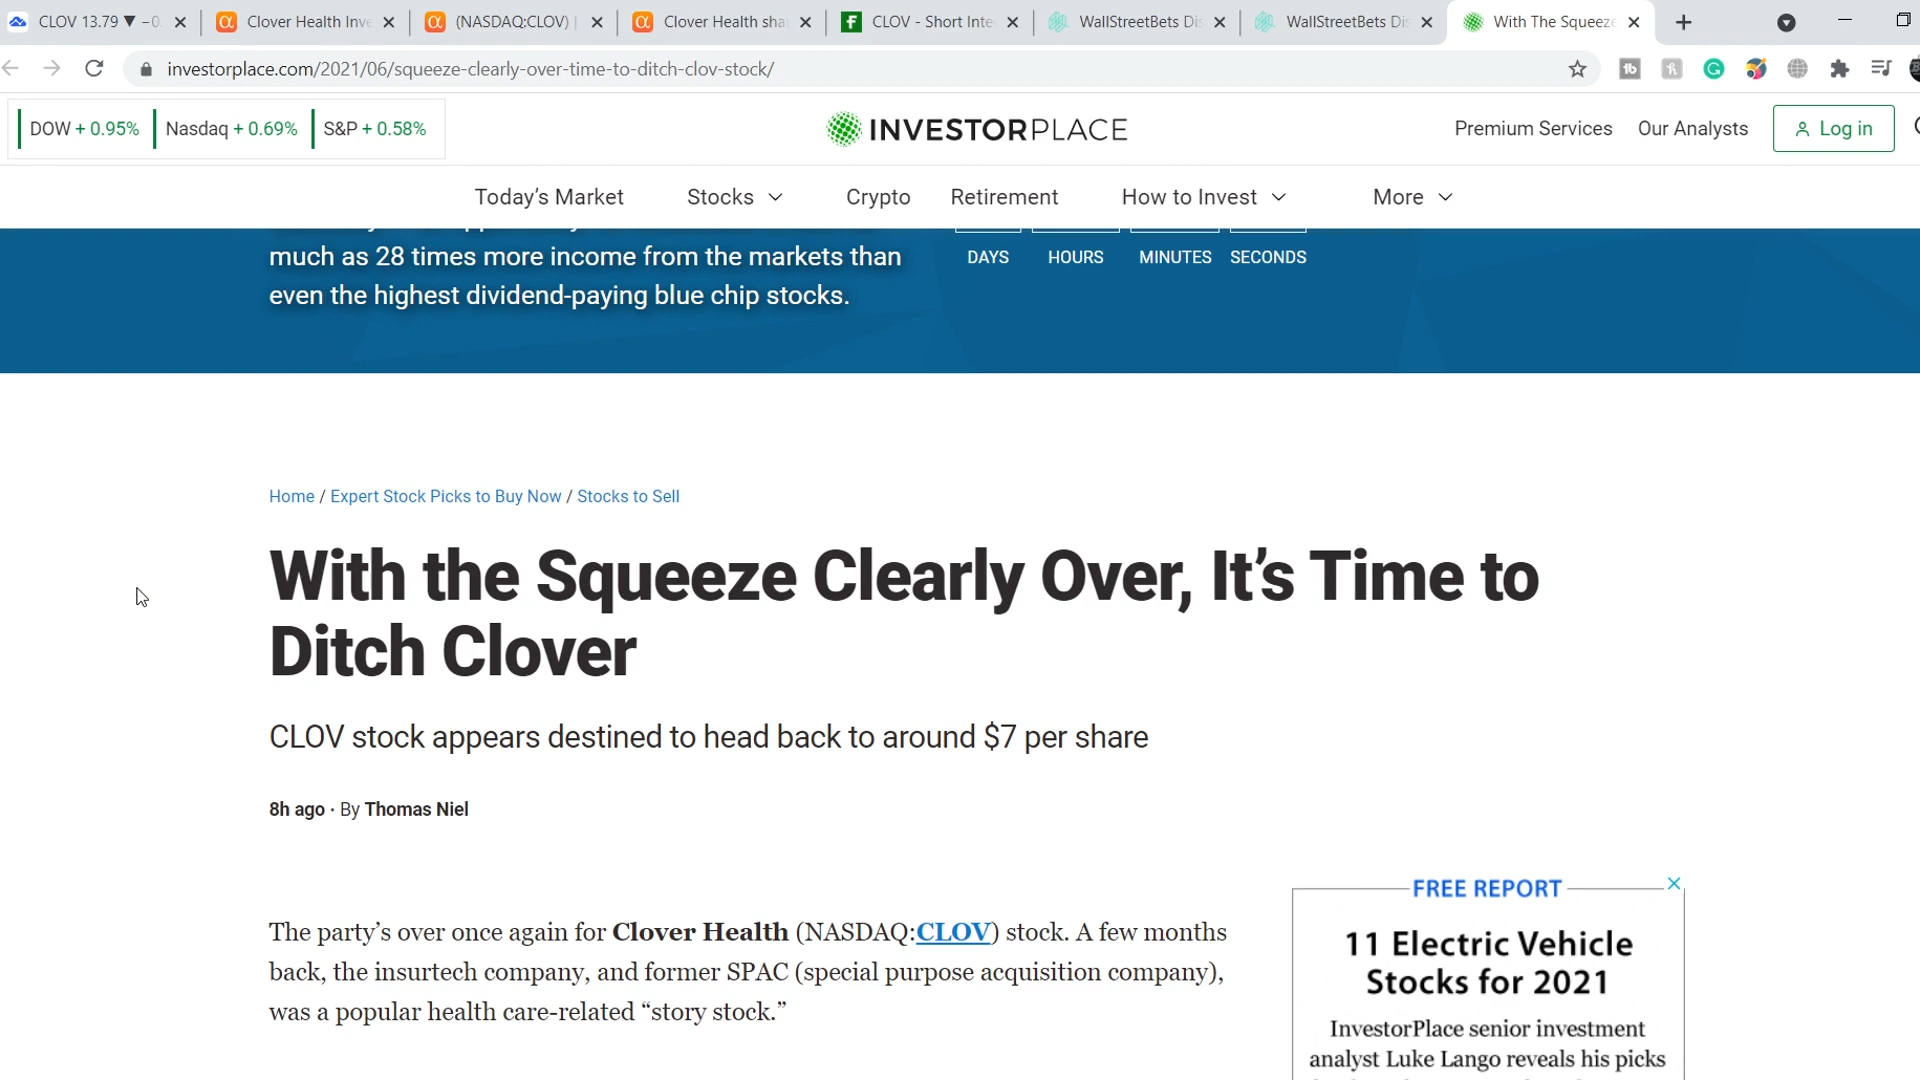 CLOV 13.79 ▼ −0.
Clover Health Inve
(NASDAQ:CLOV) |
Clover Health sha
CLOV - Short Inte
WallStreetBets Dis
WallStreetBets Dis
With The Squeeze
investorplace.com/2021/06/squeeze-clearly-over-time-to-ditch-clov-stock/
DOW + 0.95%
Nasdaq + 0.69%
S&P + 0.58%
INVESTORPLACE
Premium Services
Our Analysts
Log in
Today’s Market
Stocks
Crypto
Retirement
How to Invest
More
much as 28 times more income from the markets than
even the highest dividend-paying blue chip stocks.
DAYS
HOURS
MINUTES
SECONDS
Home / Expert Stock Picks to Buy Now / Stocks to Sell
With the Squeeze Clearly Over, It’s Time to
Ditch Clover
CLOV stock appears destined to head back to around $7 per share
8h ago · By Thomas Niel
The party’s over once again for Clover Health (NASDAQ:CLOV) stock. A few months
back, the insurtech company, and former SPAC (special purpose acquisition company),
was a popular health care-related “story stock.”
FREE REPORT
11 Electric Vehicle
Stocks for 2021
InvestorPlace senior investment
analyst Luke Lango reveals his picks